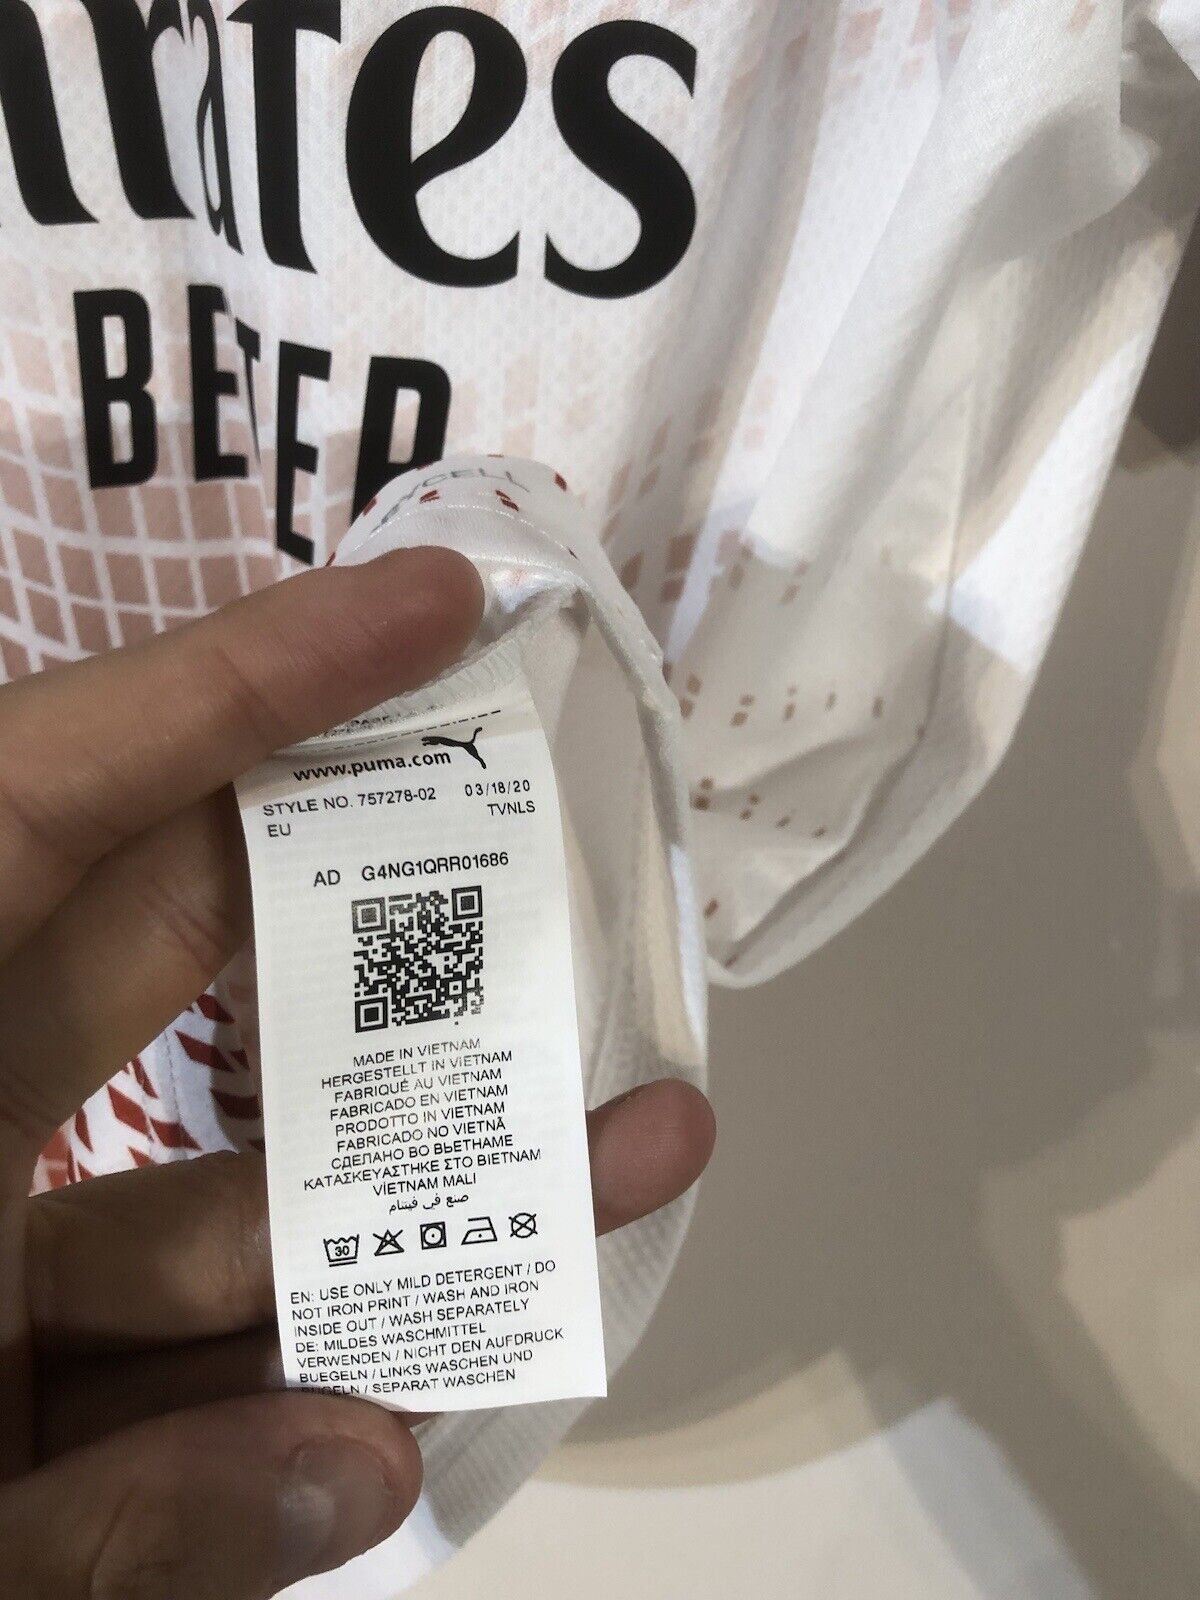 rates
BETTER
YCELL
www.puma.com
STYLE NO. 757278-02 03/18/20
EU TVNLS
AD G4NG1QRR01686
MADE IN VIETNAM
HERGESTELLT IN VIETNAM
FABRIQUÉ AU VIETNAM
FABRICADO EN VIETNAM
PRODOTTO IN VIETNAM
FABRICADO NO VIETNÃ
СДЕЛАНО ВО ВЬЕТНАМЕ
ΚΑΤΑΣΚΕΥΑΣΤΗΚΕ ΣΤΟ ΒΙΕΤΝΑΜ
VİETNAM MALI
صنع في فيتنام
30
EN: USE ONLY MILD DETERGENT / DO
NOT IRON PRINT / WASH AND IRON
INSIDE OUT / WASH SEPARATELY
DE: MILDES WASCHMITTEL
VERWENDEN / NICHT DEN AUFDRUCK
BUEGELN / LINKS WASCHEN UND
BUGELN / SEPARAT WASCHEN